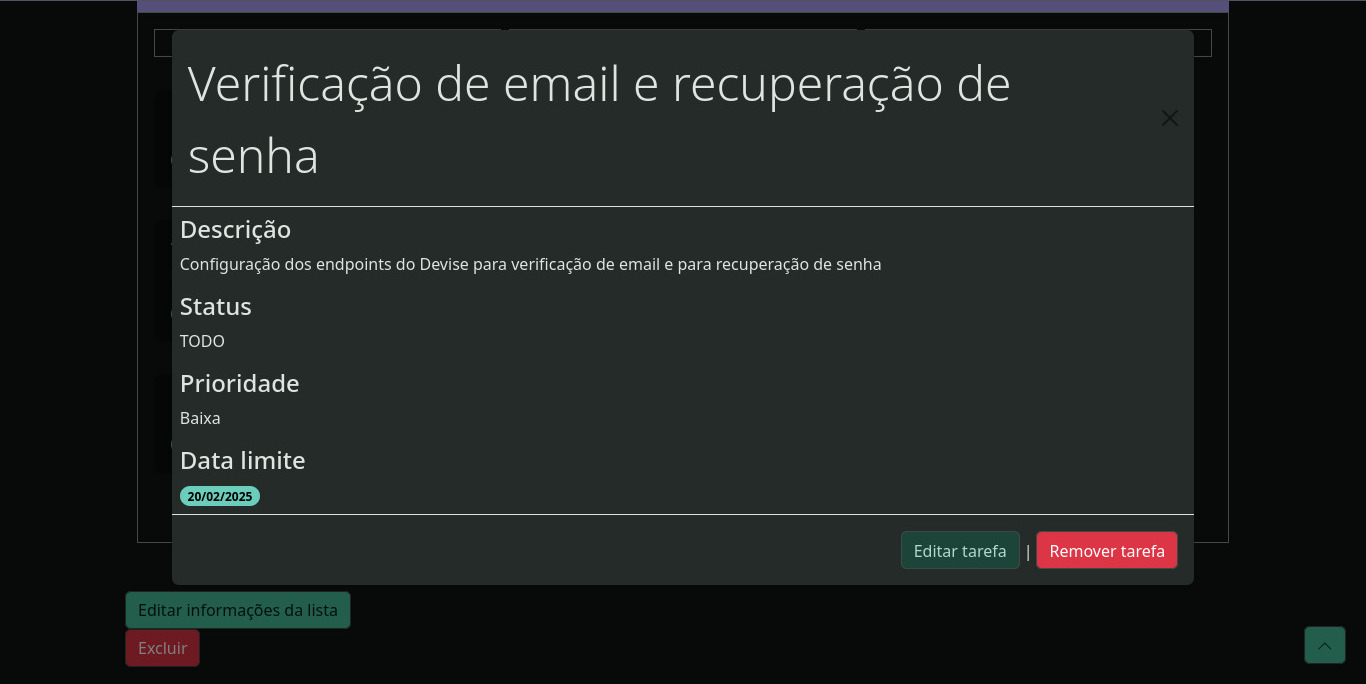 Verificação de email e recuperação de
senha
Descrição
Configuração dos endpoints do Devise para verificação de email e para recuperação de senha
Status
TODO
Prioridade
Baixa
Data limite
20/02/2025
Editar tarefa | Remover tarefa
Editar informações da lista
Excluir